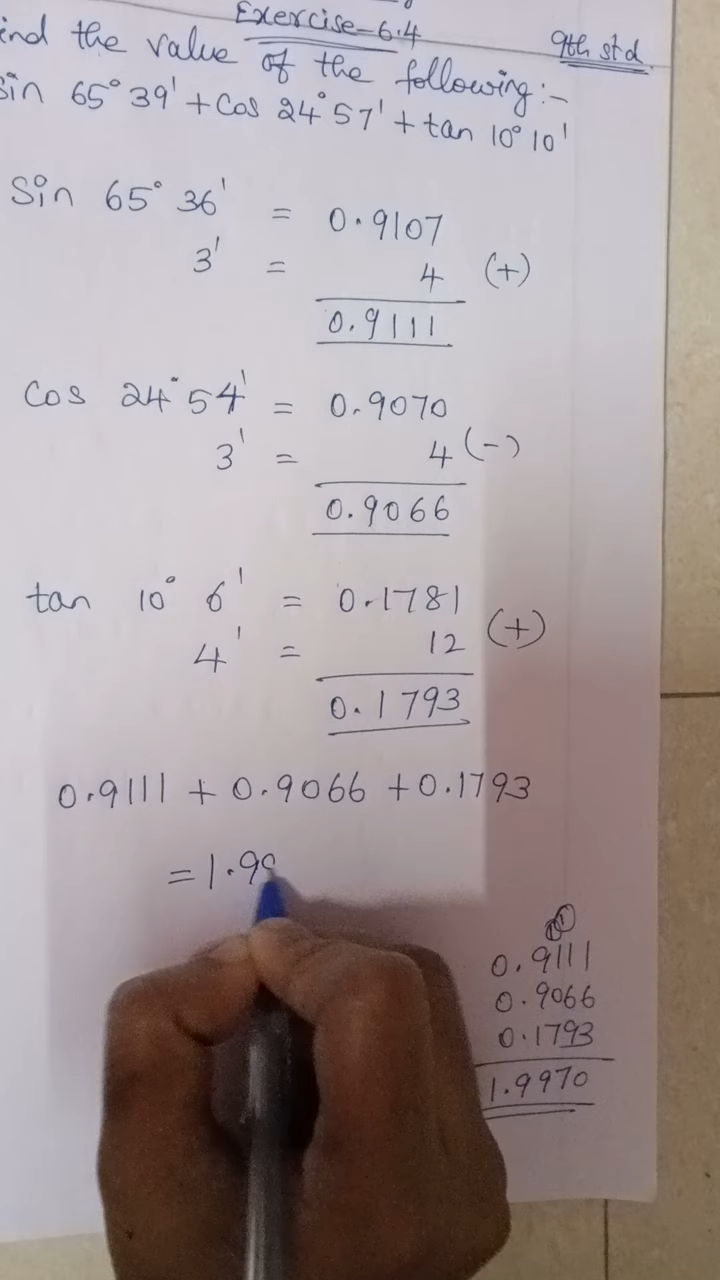 Exercise-6.4
9th std
the value of the following:-
65° 39' + Cos 24° 57' + tan 10° 10'
Sin 65° 36' = 0.9107
3' = 4 (+)
0.9111
Cos 24° 54' = 0.9070
3' = 4 (-)
0.9066
tan 10° 6' = 0.1781
4' = 12 (+)
0.1793
0.9111 + 0.9066 + 0.1793
= 1.99
0.9111
0.9066
0.1793
1.9970